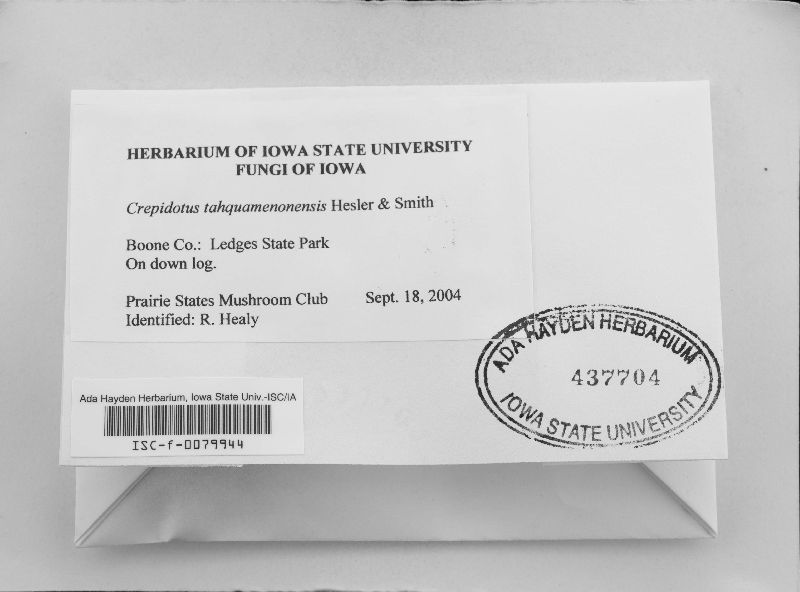 HERBARIUM OF IOWA STATE UNIVERSITY
FUNGI OF IOWA
Crepidotus tahquamenonensis Hesler & Smith
Boone Co.: Ledges State Park
On down log.
Prairie States Mushroom Club Sept. 18, 2004
Identified: R. Healy
ADA HAYDEN HERBARIUM
437704
IOWA STATE UNIVERSITY
Ada Hayden Herbarium, Iowa State Univ.-ISC/IA
ISC-f-0079944